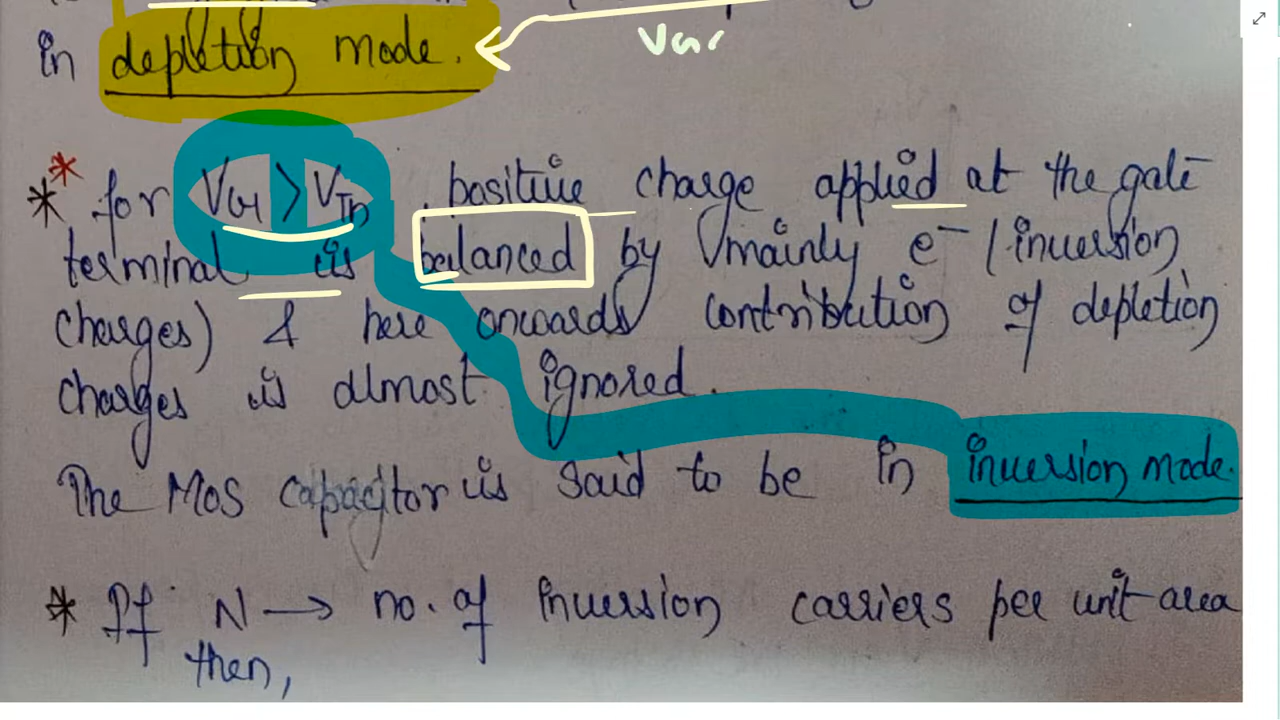 in depletion mode.
VG
** for VG > VTn, positive charge applied at the gate
terminal is balanced by mainly e⁻ (inversion
charges) & here onwards contribution of depletion
charges is almost ignored.
The MOS capacitor is said to be in inversion mode.
* If N → no. of inversion carriers per unit area
then,